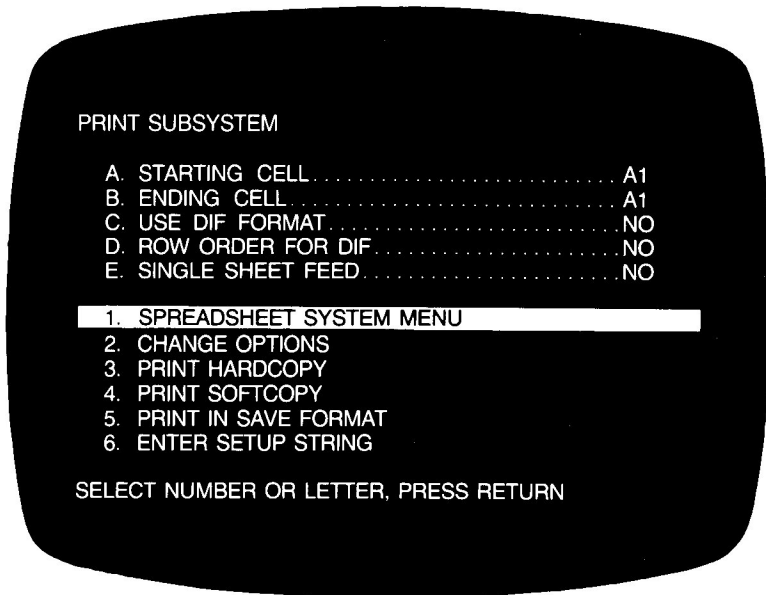 PRINT SUBSYSTEM
A. STARTING CELL............................A1
B. ENDING CELL..............................A1
C. USE DIF FORMAT..........................NO
D. ROW ORDER FOR DIF......................NO
E. SINGLE SHEET FEED.......................NO
1. SPREADSHEET SYSTEM MENU
2. CHANGE OPTIONS
3. PRINT HARDCOPY
4. PRINT SOFTCOPY
5. PRINT IN SAVE FORMAT
6. ENTER SETUP STRING
SELECT NUMBER OR LETTER, PRESS RETURN